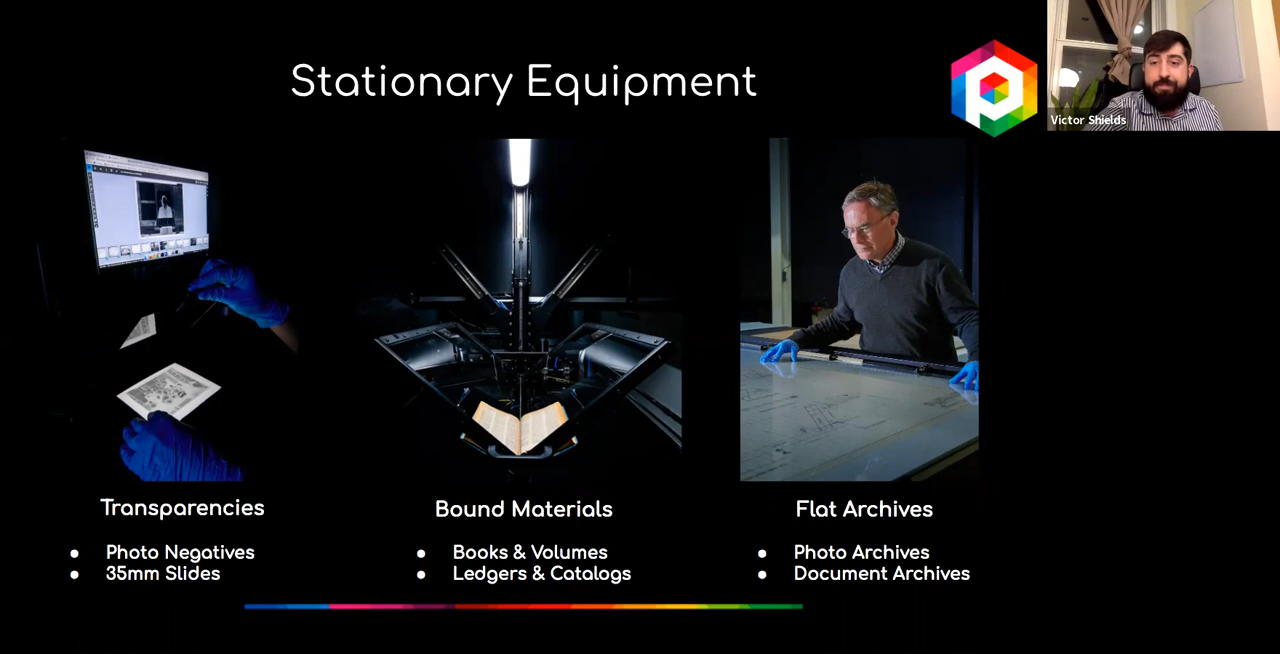 Stationary Equipment
Victor Shields
Transparencies
● Photo Negatives
● 35mm Slides
Bound Materials
● Books & Volumes
● Ledgers & Catalogs
Flat Archives
● Photo Archives
● Document Archives